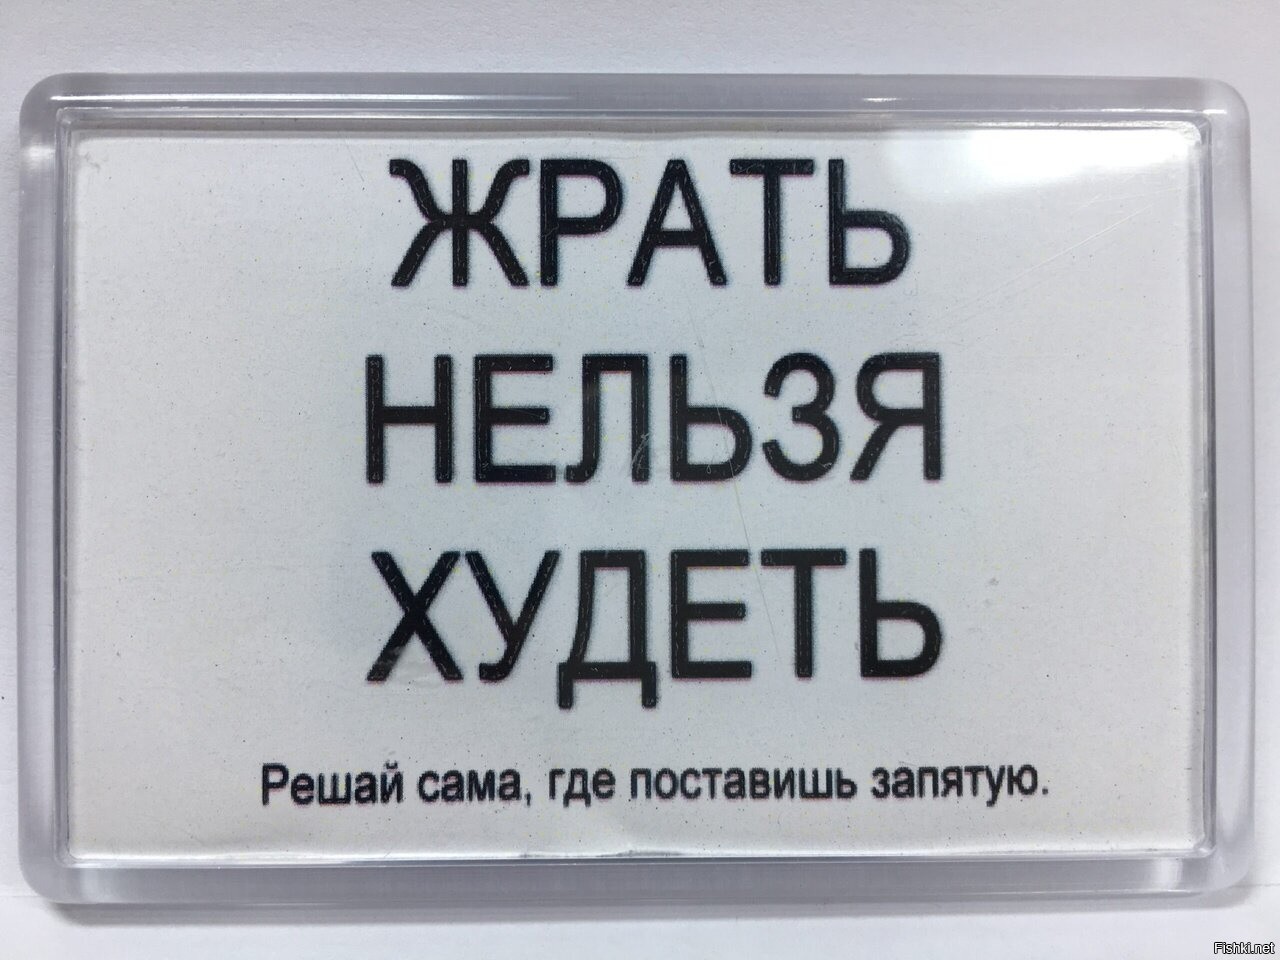 ЖРАТЬ
НЕЛЬЗЯ
ХУДЕТЬ
Решай сама, где поставишь запятую.
Fishki.net